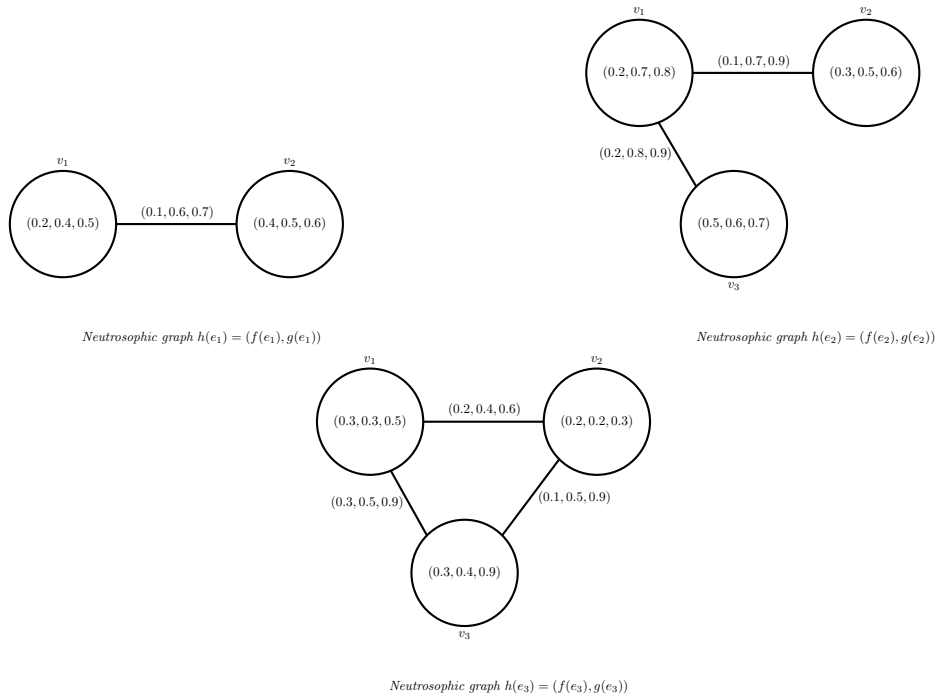 v₁ v₂
(0.2, 0.7, 0.8) (0.1, 0.7, 0.9) (0.3, 0.5, 0.6)
(0.2, 0.8, 0.9)
(0.5, 0.6, 0.7)
v₃
v₁ v₂
(0.2, 0.4, 0.5) (0.1, 0.6, 0.7) (0.4, 0.5, 0.6)
Neutrosophic graph h(e₁) = (f(e₁), g(e₁))
Neutrosophic graph h(e₂) = (f(e₂), g(e₂))
v₁ v₂
(0.3, 0.3, 0.5) (0.2, 0.4, 0.6) (0.2, 0.2, 0.3)
(0.3, 0.5, 0.9) (0.1, 0.5, 0.9)
(0.3, 0.4, 0.9)
v₃
Neutrosophic graph h(e₃) = (f(e₃), g(e₃))